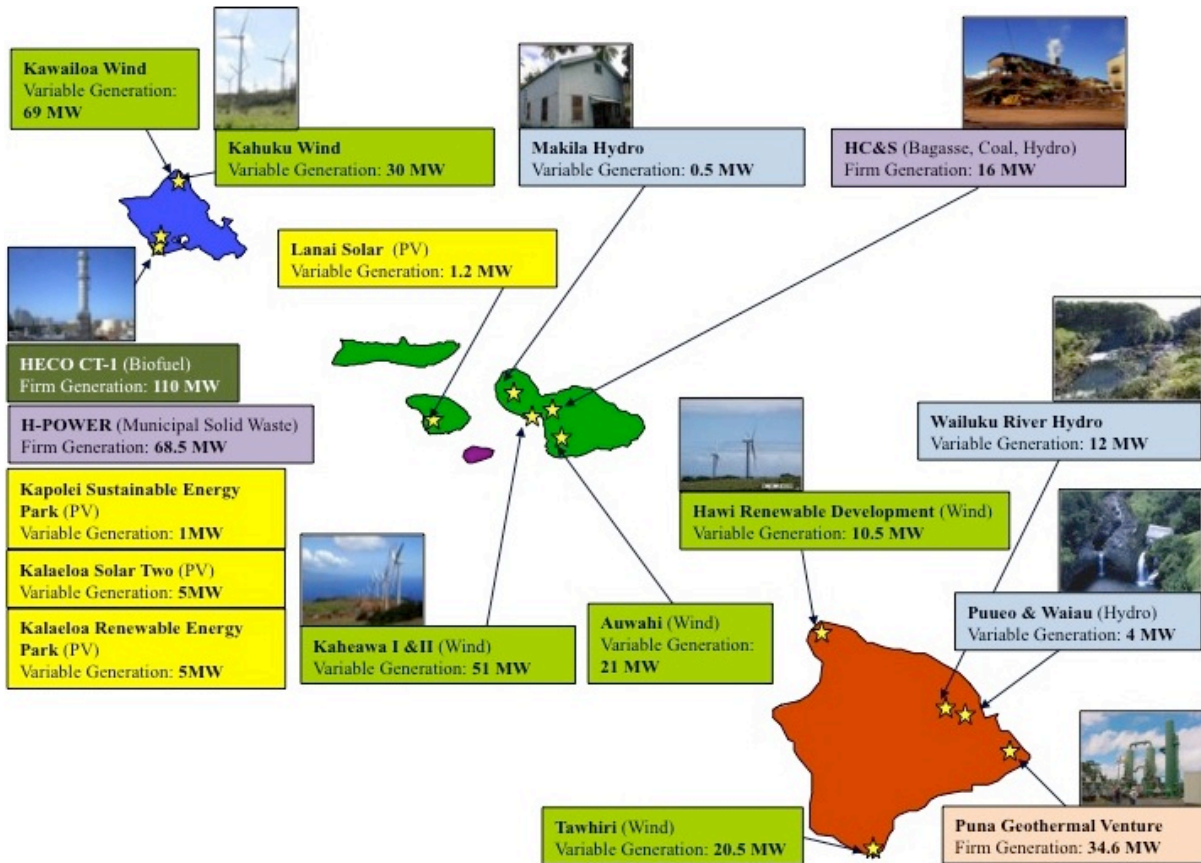 Kawailoa Wind
Variable Generation:
69 MW
Kahuku Wind
Variable Generation: 30 MW
Makila Hydro
Variable Generation: 0.5 MW
HC&S (Bagasse, Coal, Hydro)
Firm Generation: 16 MW
Lanai Solar (PV)
Variable Generation: 1.2 MW
HECO CT-1 (Biofuel)
Firm Generation: 110 MW
H-POWER (Municipal Solid Waste)
Firm Generation: 68.5 MW
Kapolei Sustainable Energy
Park (PV)
Variable Generation: 1MW
Kalaeloa Solar Two (PV)
Variable Generation: 5MW
Kalaeloa Renewable Energy
Park (PV)
Variable Generation: 5MW
Kaheawa I &II (Wind)
Variable Generation: 51 MW
Auwahi (Wind)
Variable Generation:
21 MW
Hawi Renewable Development (Wind)
Variable Generation: 10.5 MW
Wailuku River Hydro
Variable Generation: 12 MW
Puueo & Waiau (Hydro)
Variable Generation: 4 MW
Tawhiri (Wind)
Variable Generation: 20.5 MW
Puna Geothermal Venture
Firm Generation: 34.6 MW